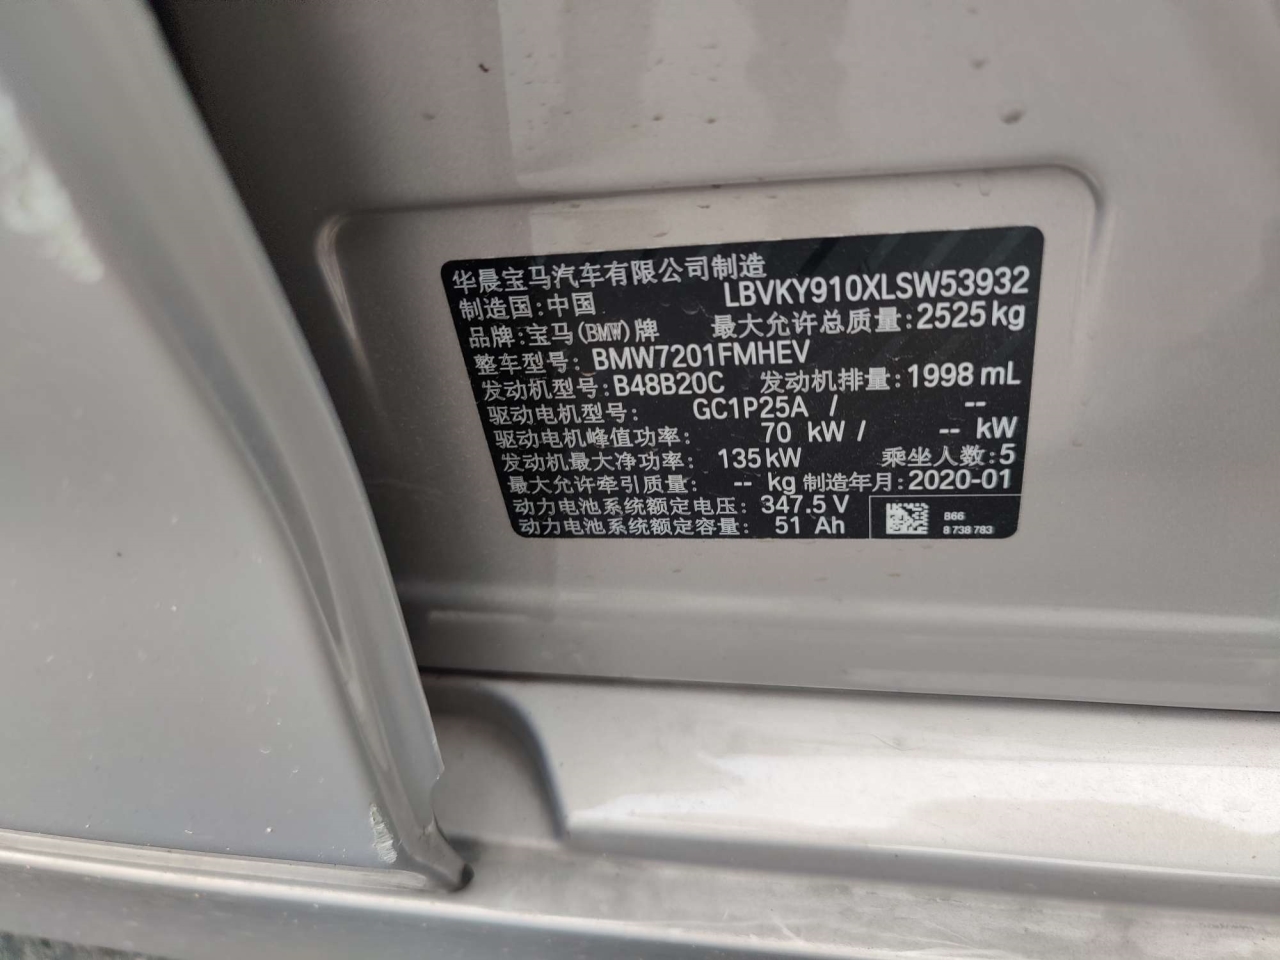 华晨宝马汽车有限公司制造
制造国:中国 LBVKY910XLSW53932
品牌:宝马(BMW)牌 最大允许总质量:2525kg
整车型号: BMW7201FMHEV
发动机型号:B48B20C 发动机排量:1998 mL
驱动电机型号: GC1P25A / --
驱动电机峰值功率: 70 kW / -- kW
发动机最大净功率: 135kW 乘坐人数:5
最大允许牵引质量: -- kg 制造年月:2020-01
动力电池系统额定电压: 347.5 V
动力电池系统额定容量: 51 Ah
866
8 738 783